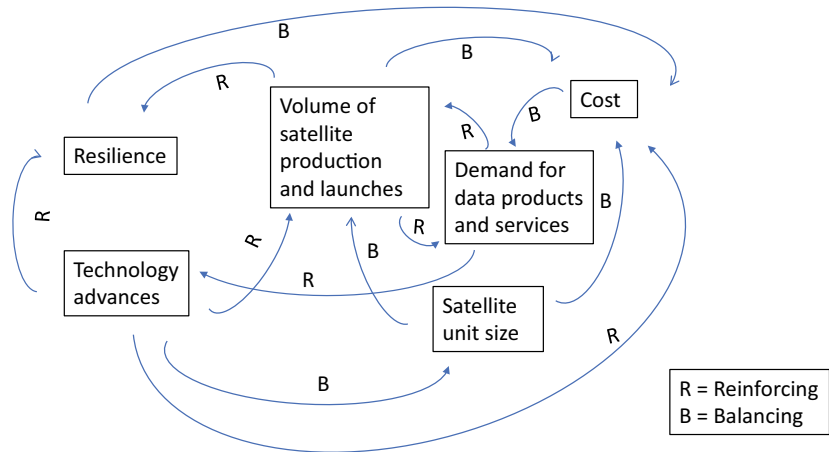 B
B
R
Cost
Volume of
satellite
production
and launches
B
R
Resilience
Demand for
data products
and services
B
R
R
R
B
Technology
advances
R
Satellite
unit size
R
B
R = Reinforcing
B = Balancing